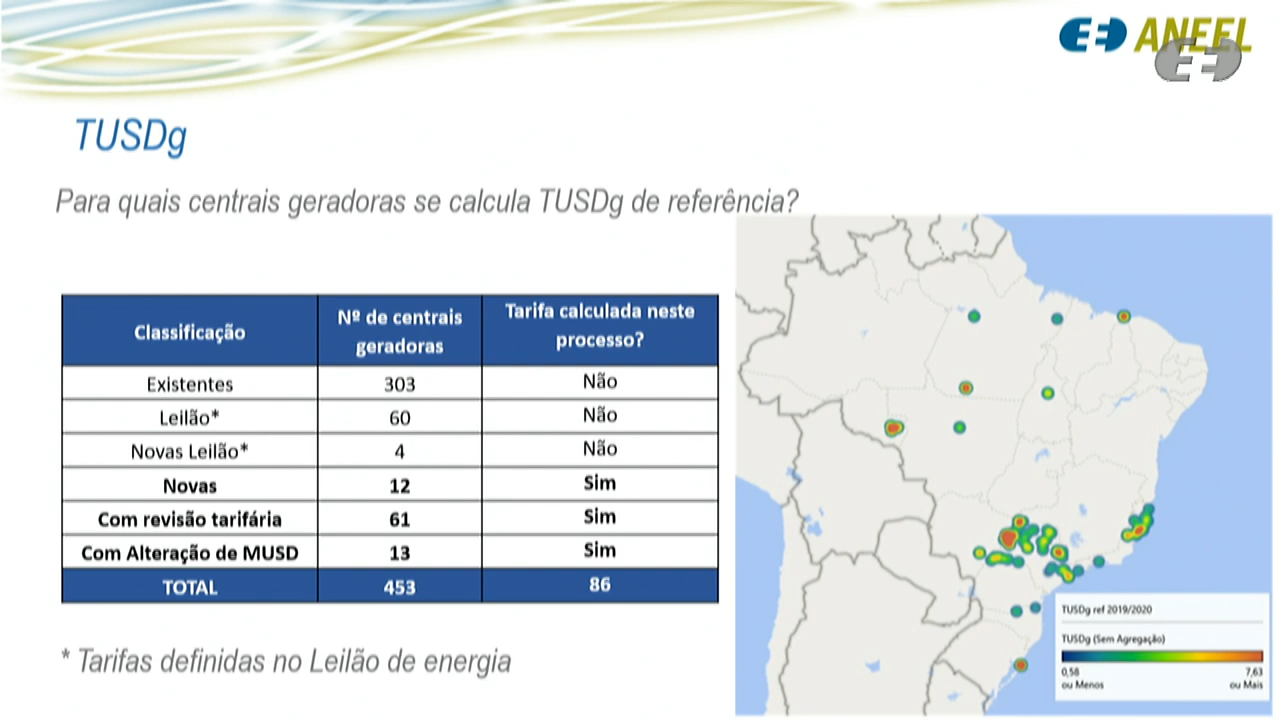 ANEEL
TUSDg
Para quais centrais geradoras se calcula TUSDg de referência?
Classificação
Nº de centrais
geradoras
Tarifa calculada neste
processo?
Existentes 303 Não
Leilão* 60 Não
Novas Leilão* 4 Não
Novas 12 Sim
Com revisão tarifária 61 Sim
Com Alteração de MUSD 13 Sim
TOTAL 453 86
* Tarifas definidas no Leilão de energia
TUSDg ref 2019/2020
TUSDg (Sem Agregação)
0,58 7,63
ou Menos ou Mais